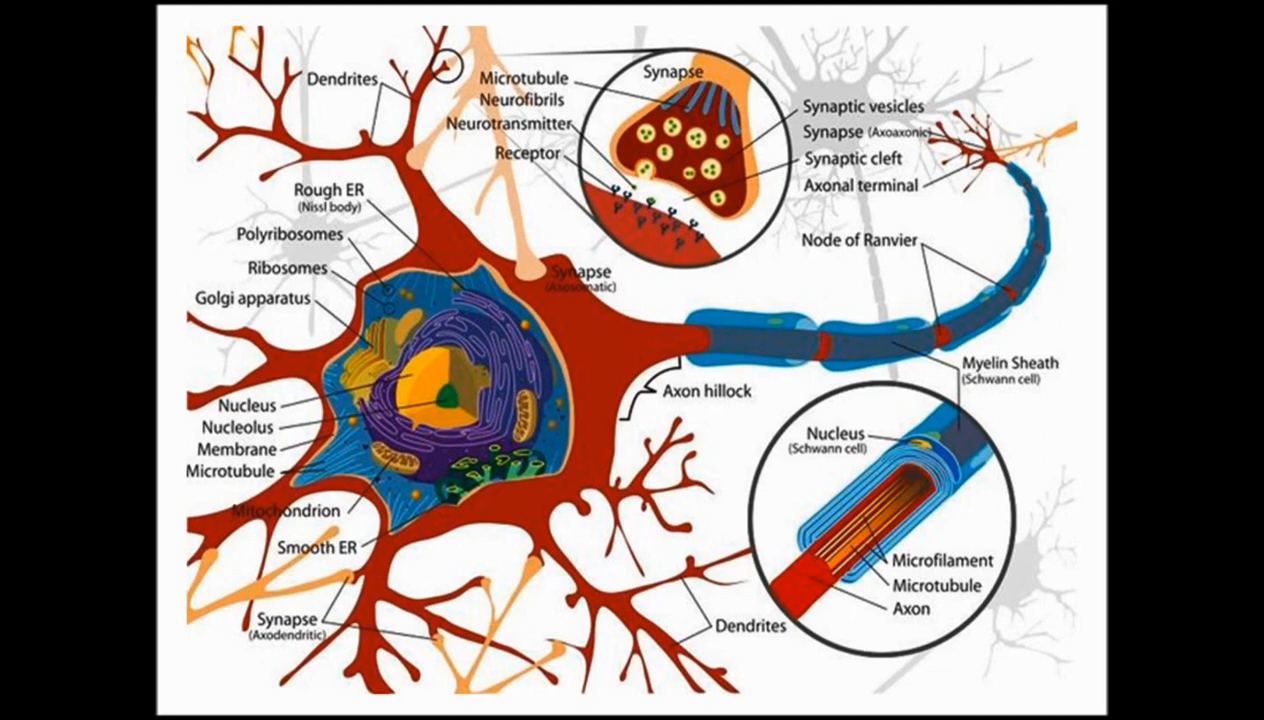 Dendrites
Microtubule
Neurofibrils
Neurotransmitter
Receptor
Synapse
Synaptic vesicles
Synapse (Axoaxonic)
Synaptic cleft
Axonal terminal
Rough ER
(Nissl body)
Polyribosomes
Ribosomes
Golgi apparatus
Synapse
(Axosomatic)
Node of Ranvier
Myelin Sheath
(Schwann cell)
Axon hillock
Nucleus
Nucleolus
Membrane
Microtubule
Mitochondrion
Smooth ER
Synapse
(Axodendritic)
Dendrites
Nucleus
(Schwann cell)
Microfilament
Microtubule
Axon